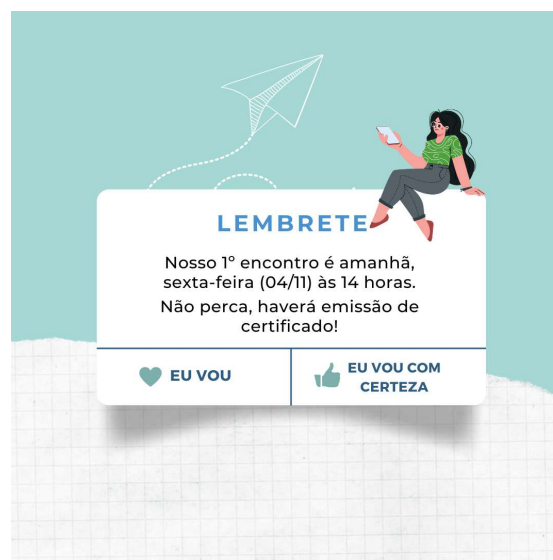 LEMBRETE
Nosso 1º encontro é amanhã,
sexta-feira (04/11) às 14 horas.
Não perca, haverá emissão de
certificado!
EU VOU
EU VOU COM
CERTEZA